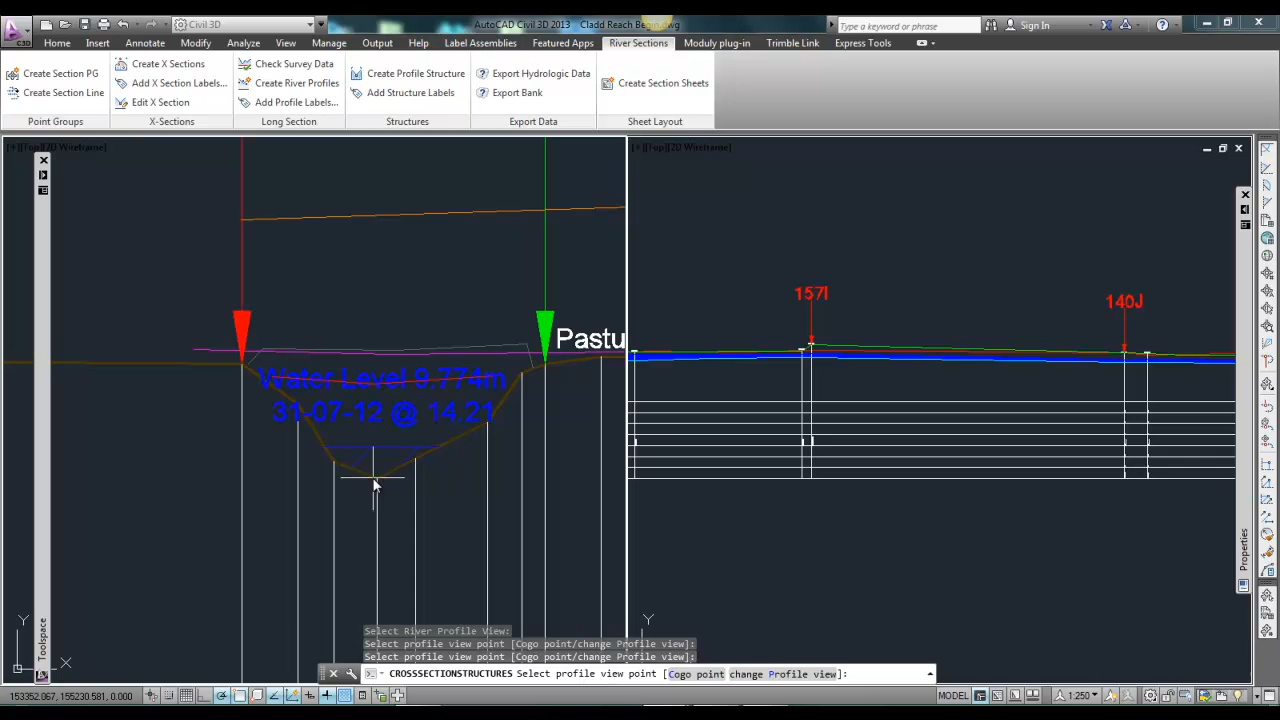 Civil 3D
AutoCAD Civil 3D 2013
Cladd Reach Begin.dwg
Type a keyword or phrase
Sign In
C3D
Home
Insert
Annotate
Modify
Analyze
View
Manage
Output
Help
Label Assemblies
Featured Apps
River Sections
Moduly plug-in
Trimble Link
Express Tools
Create Section PG
Create Section Line
Point Groups
Create X Sections
Add X Section Labels...
Edit X Section
X-Sections
Check Survey Data
Create River Profiles
Add Profile Labels...
Long Section
Create Profile Structure
Add Structure Labels
Structures
Export Hydrologic Data
Export Bank
Export Data
Create Section Sheets
Sheet Layout
[+][Top][2D Wireframe]
[+][Top][2D Wireframe]
157I
140J
Pastu
Water Level 9.774m
31-07-12 @ 14.21
Properties
Toolspace
Y
X
Y
Select River Profile View:
Select profile view point [Cogo point/change Profile view]:
Select profile view point [Cogo point/change Profile view]:
CROSSSECTIONSTRUCTURES Select profile view point [Cogo point change Profile view]:
153352.067, 155230.581, 0.000
MODEL
1:250